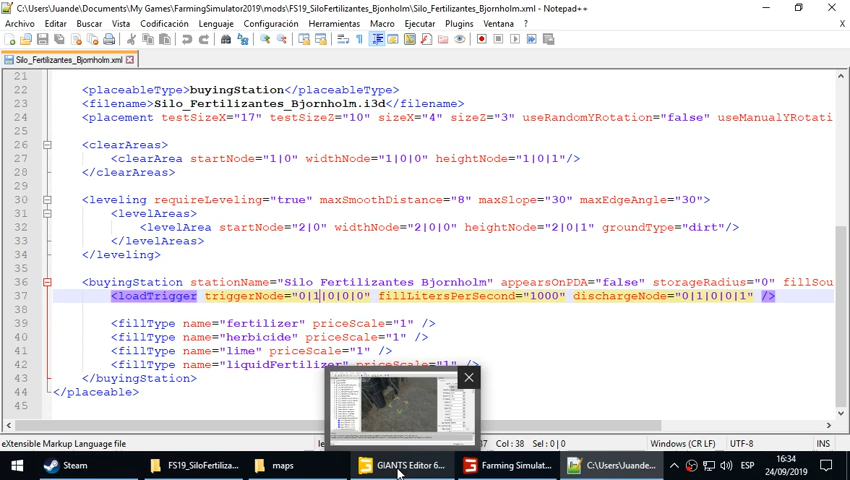 C:\Users\Juande\Documents\My Games\FarmingSimulator2019\mods\FS19_SiloFertilizantes_Bjonholm\Silo_Fertilizantes_Bjornholm.xml - Notepad++
Archivo Editar Buscar Vista Codificación Lenguaje Configuración Herramientas Macro Ejecutar Plugins Ventana ? X
Silo_Fertilizantes_Bjornholm.xml
21
22 <placeableType>buyingStation</placeableType>
23 <filename>Silo_Fertilizantes_Bjornholm.i3d</filename>
24 <placement testSizeX="17" testSizeZ="10" sizeX="4" sizeZ="3" useRandomYRotation="false" useManualYRotati
25
26 <clearAreas>
27 <clearArea startNode="1|0" widthNode="1|0|0" heightNode="1|0|1"/>
28 </clearAreas>
29
30 <leveling requireLeveling="true" maxSmoothDistance="8" maxSlope="30" maxEdgeAngle="30">
31 <levelAreas>
32 <levelArea startNode="2|0" widthNode="2|0|0" heightNode="2|0|1" groundType="dirt"/>
33 </levelAreas>
34 </leveling>
35
36 <buyingStation stationName="Silo Fertilizantes Bjornholm" appearsOnPDA="false" storageRadius="0" fillSou
37 <loadTrigger triggerNode="0|1|0|0|0" fillLitersPerSecond="1000" dischargeNode="0|1|0|0|1" />
38
39 <fillType name="fertilizer" priceScale="1" />
40 <fillType name="herbicide" priceScale="1" />
41 <fillType name="lime" priceScale="1" />
42 <fillType name="liquidFertilizer" priceScale="1" />
43 </buyingStation>
44 </placeable>
45
eXtensible Markup Language file le 37 Col : 38 Sel : 0 | 0 Windows (CR LF) UTF-8 INS
Steam FS19_SiloFertiliza... maps GIANTS Editor 6... Farming Simulat... C:\Users\Juande... ESP 16:34
24/09/2019